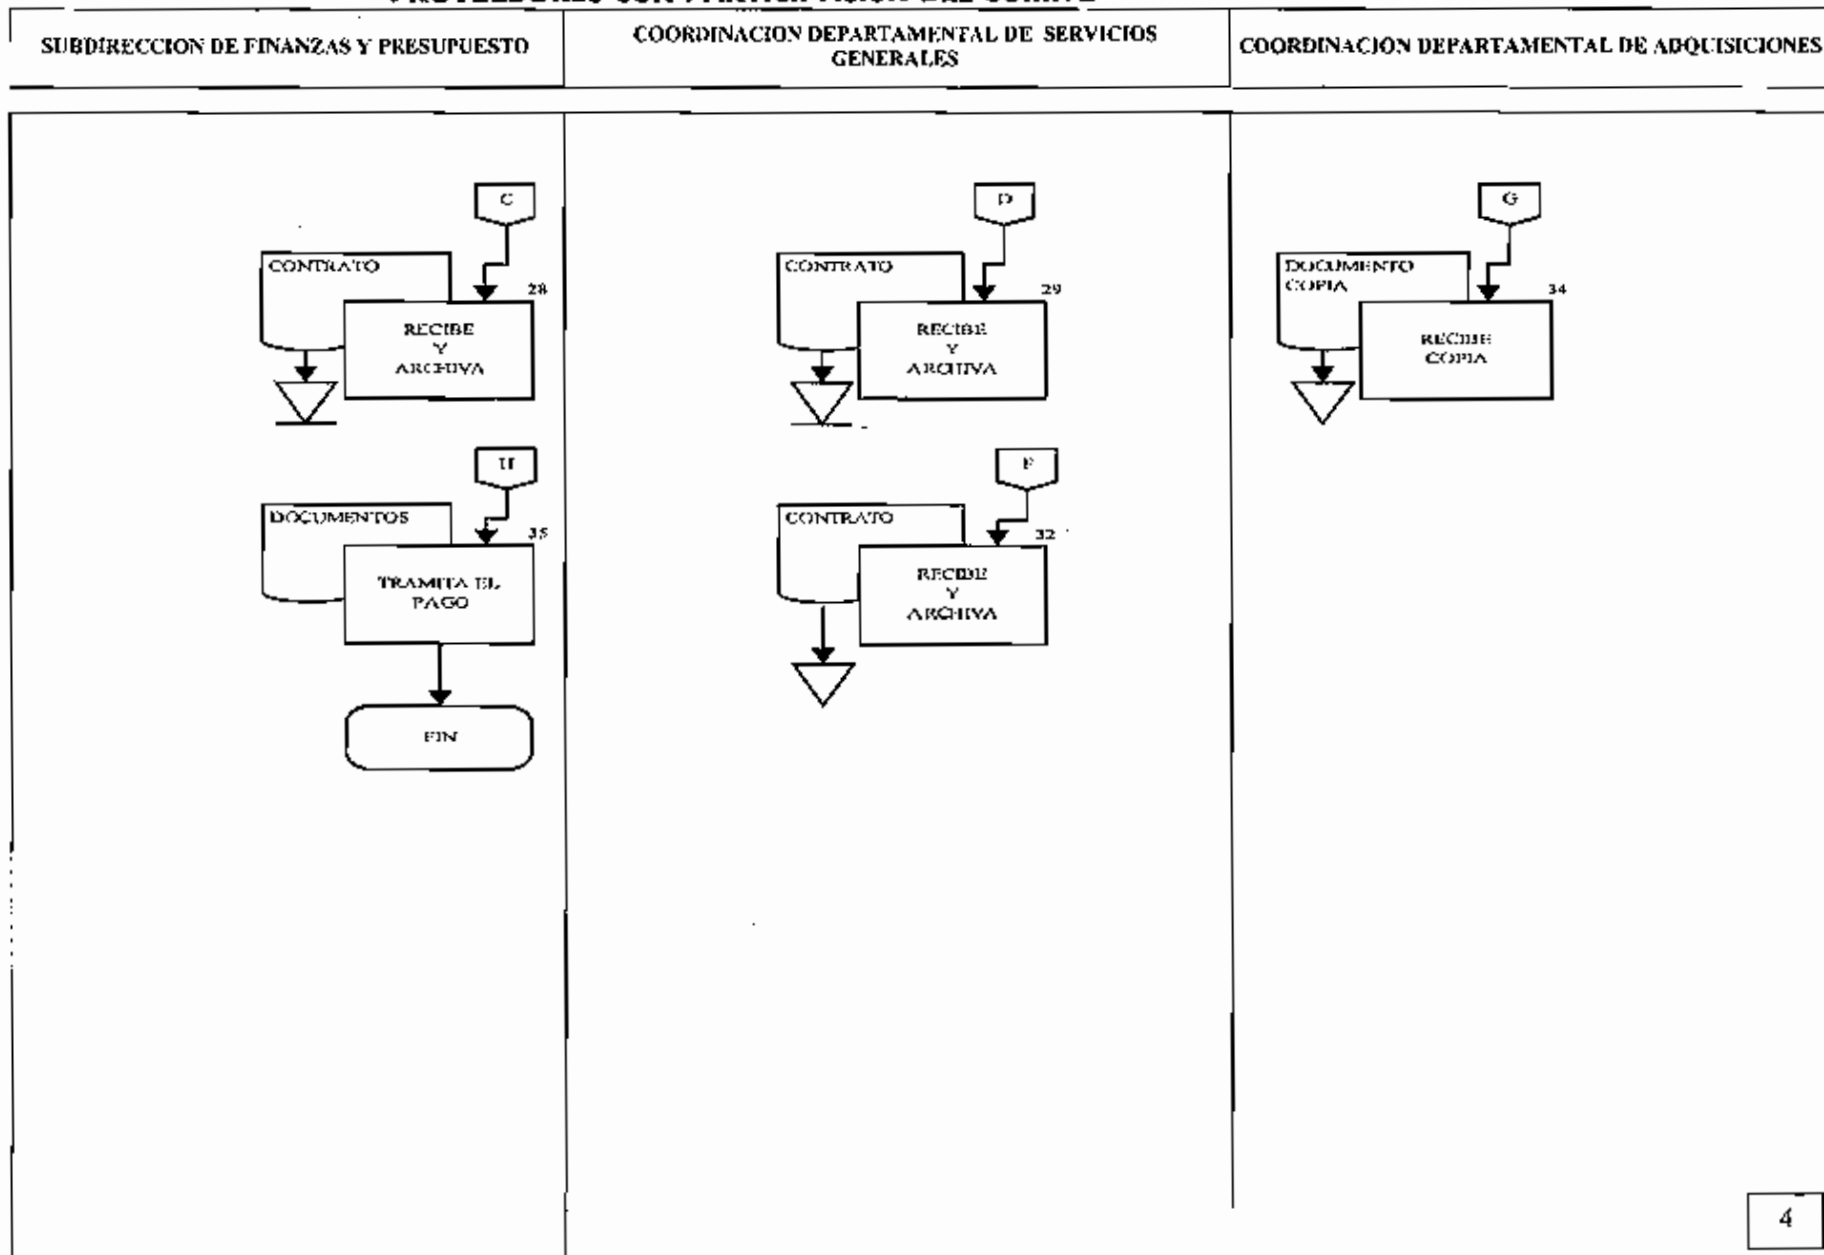 SUBDIRECCION DE FINANZAS Y PRESUPUESTO
COORDINACION DEPARTAMENTAL DE SERVICIOS
GENERALES
COORDINACION DEPARTAMENTAL DE ADQUISICIONES
C
CONTRATO
28
RECIBE
Y
ARCHIVA
H
DOCUMENTOS
35
TRAMITA EL
PAGO
FIN
D
CONTRATO
29
RECIBE
Y
ARCHIVA
F
CONTRATO
32
RECIBE
Y
ARCHIVA
G
DOCUMENTO
COPIA
34
RECIBE
COPIA
4